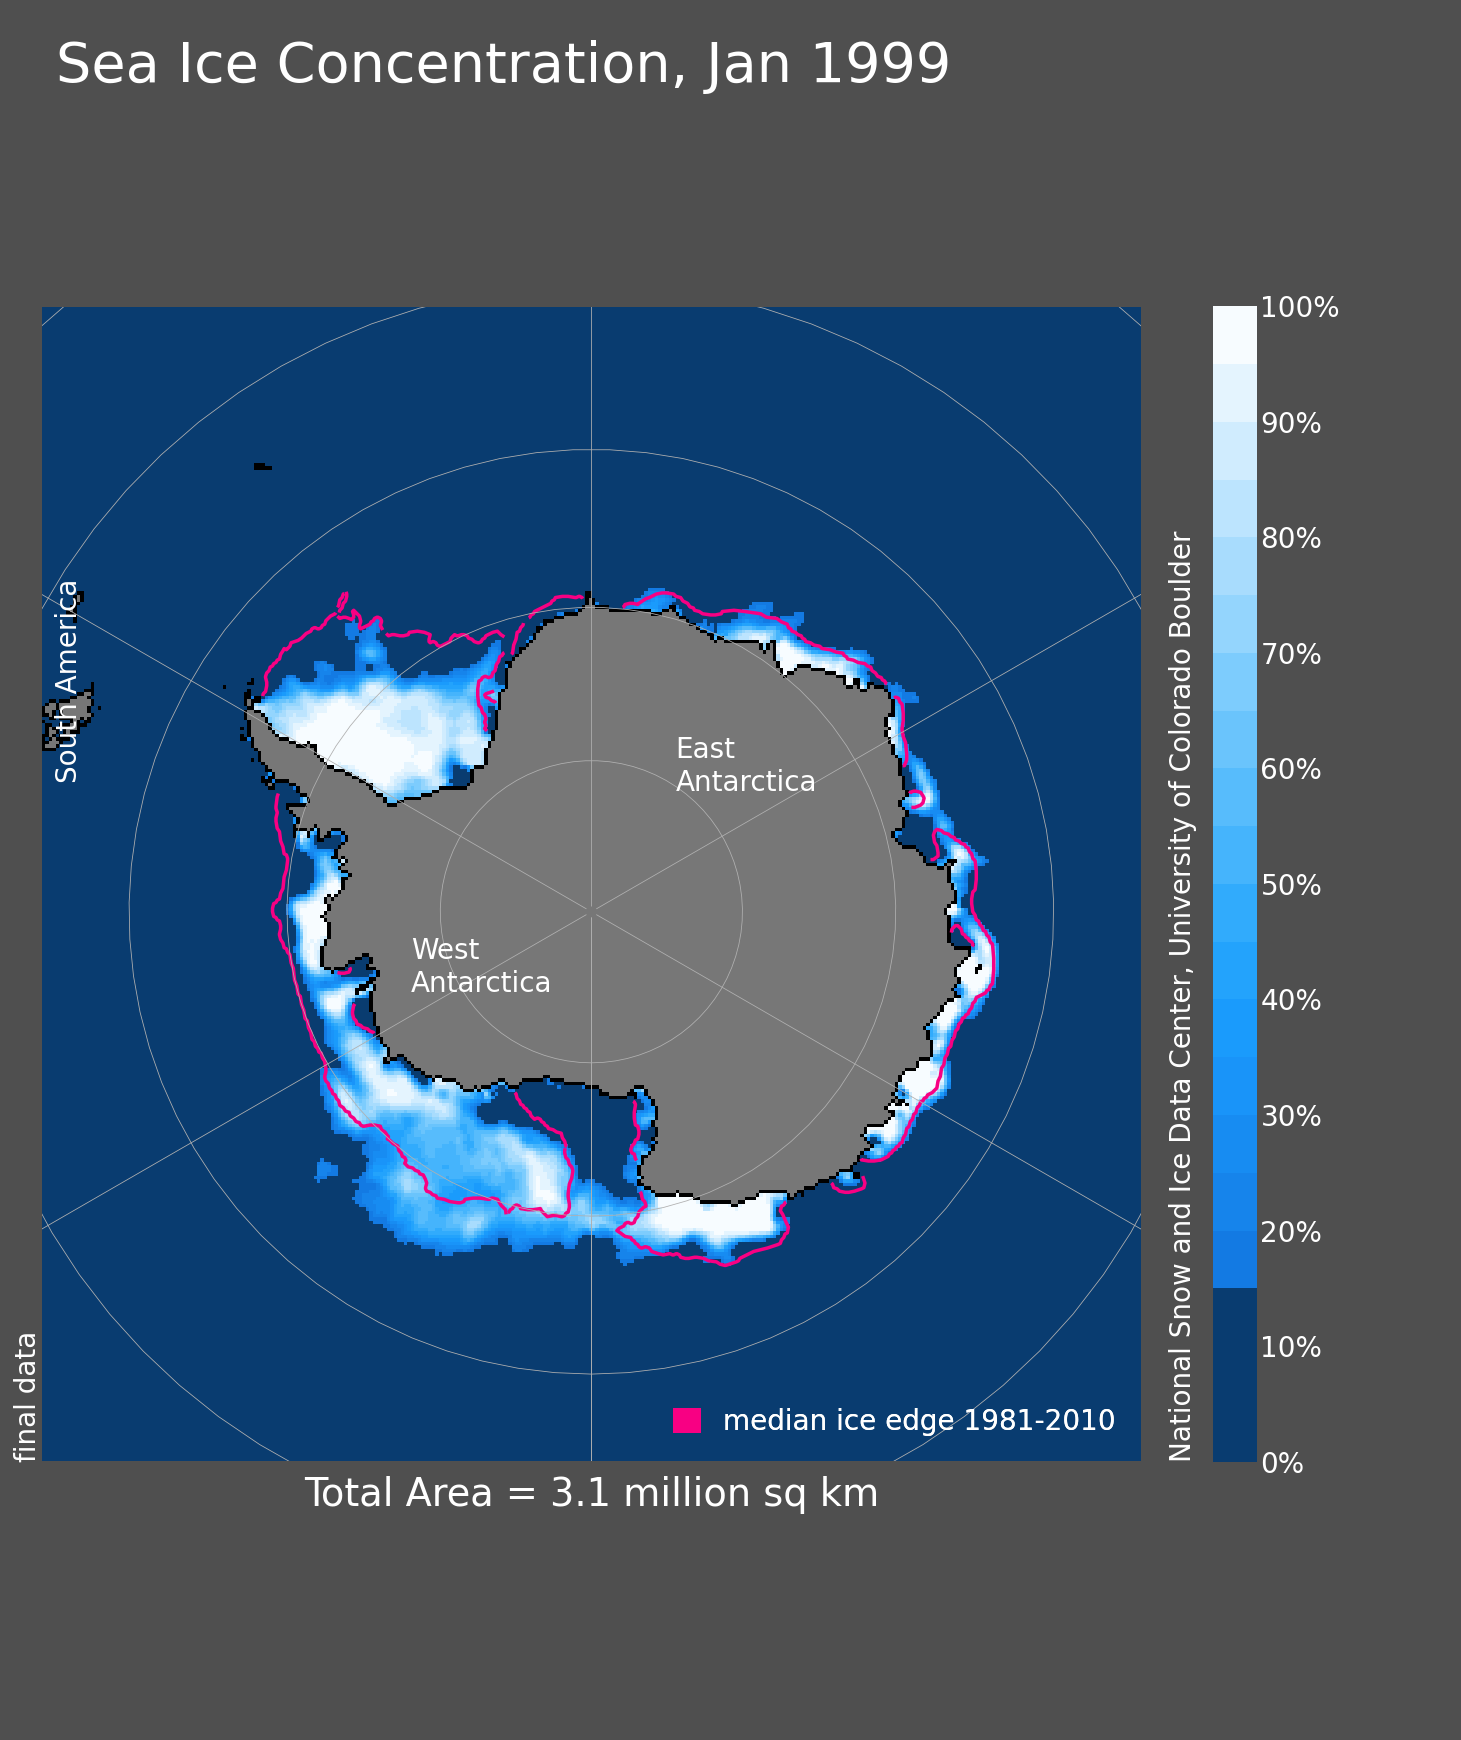 Sea Ice Concentration, Jan 1999
South America
East
Antarctica
West
Antarctica
median ice edge 1981-2010
final data
Total Area = 3.1 million sq km
National Snow and Ice Data Center, University of Colorado Boulder
100%
90%
80%
70%
60%
50%
40%
30%
20%
10%
0%